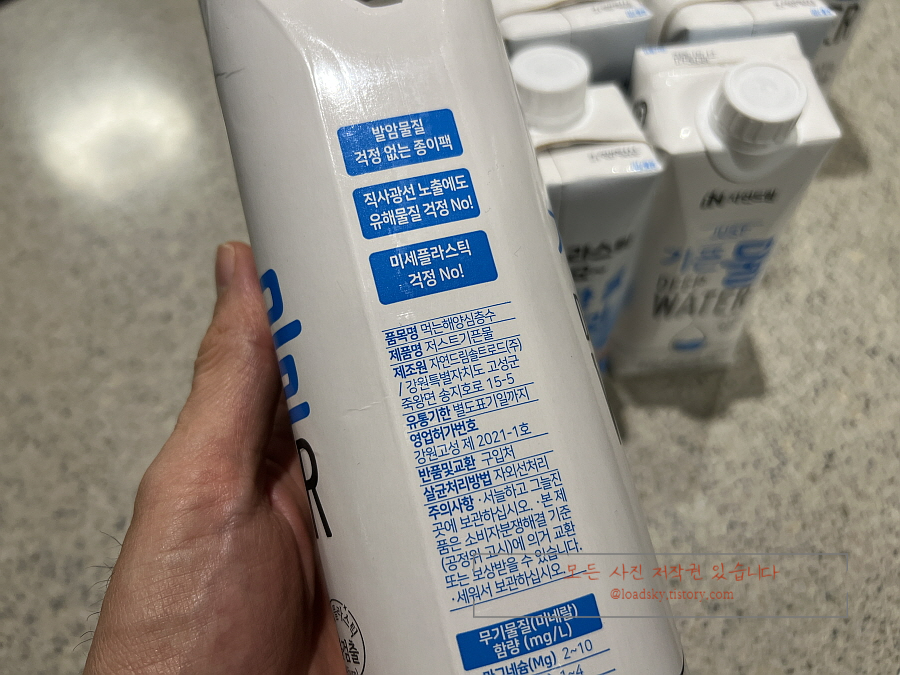 발암물질
걱정 없는 종이팩
직사광선 노출에도
유해물질 걱정 No!
미세플라스틱
걱정 No!
품목명 먹는해양심층수
제품명 저스트기픈물
제조원 자연드림솔트로드(주)
/ 강원특별자치도 고성군
죽왕면 송지호로 15-5
유통기한 별도표기일까지
영업허가번호
강원고성 제 2021-1호
반품및교환 구입처
살균처리방법 자외선처리
주의사항 ·서늘하고 그늘진
곳에 보관하십시오. ·본 제
품은 소비자분쟁해결 기준
(공정위 고시)에 의거 교환
또는 보상받을 수 있습니다.
·세워서 보관하십시오.
무기물질(미네랄)
함량 (mg/L)
마그네슘(Mg) 2~10
1~4
자연드림
JUST
기픈물
DEEP
WATER
모든 사진 저작권 있습니다
@loadsky.tistory.com